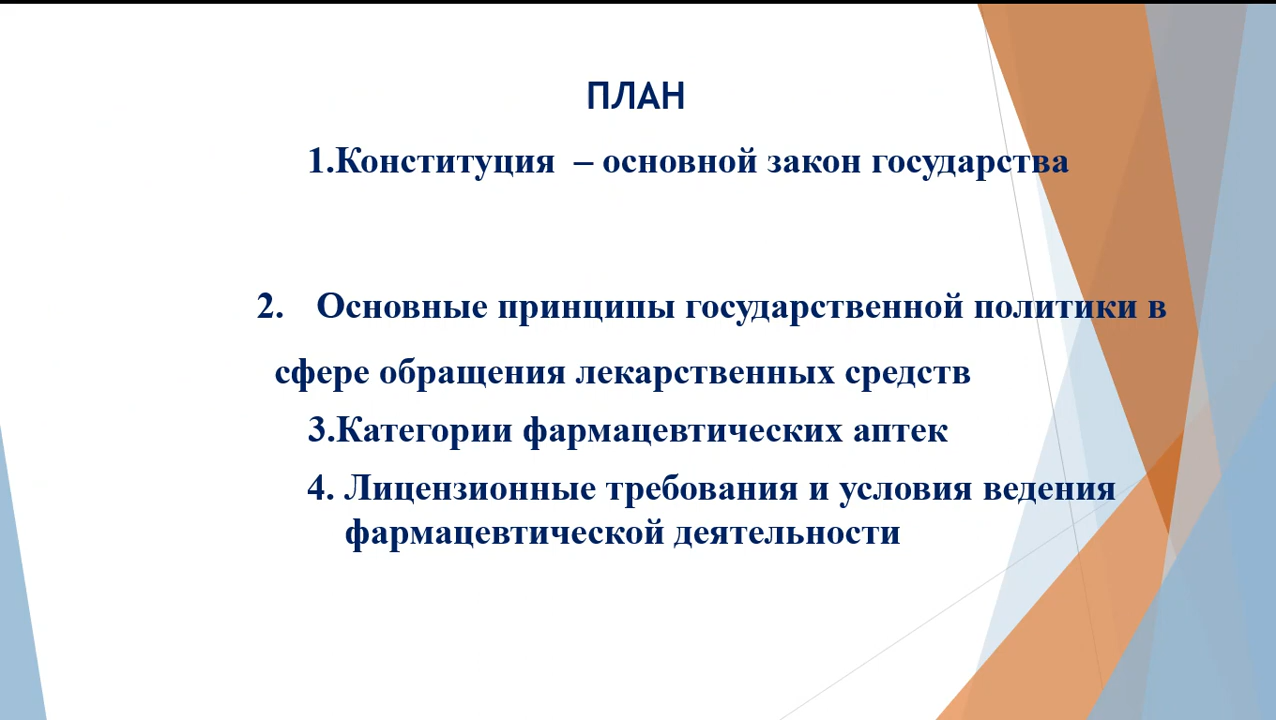 ПЛАН
1.Конституция – основной закон государства
2. Основные принципы государственной политики в
сфере обращения лекарственных средств
3.Категории фармацевтических аптек
4. Лицензионные требования и условия ведения
фармацевтической деятельности